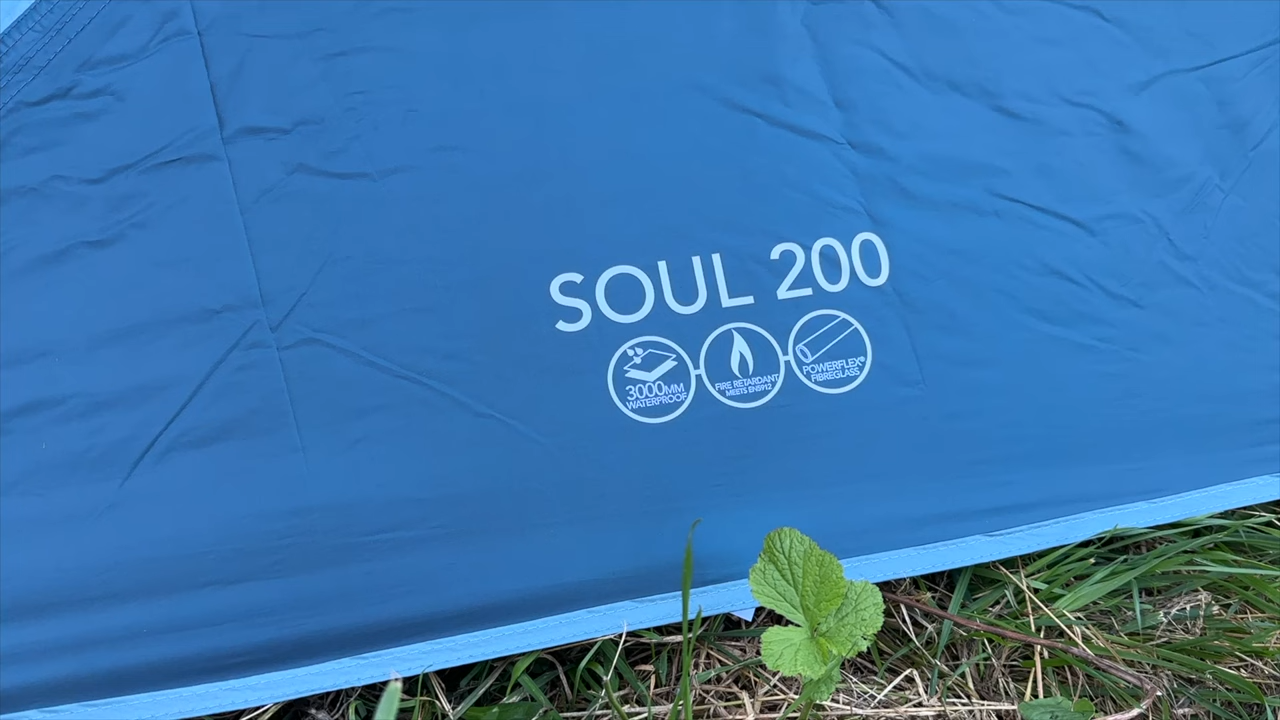 SOUL 200
3000MM
WATERPROOF
FIRE RETARDANT
MEETS EN5912
POWERFLEX®
FIBREGLASS